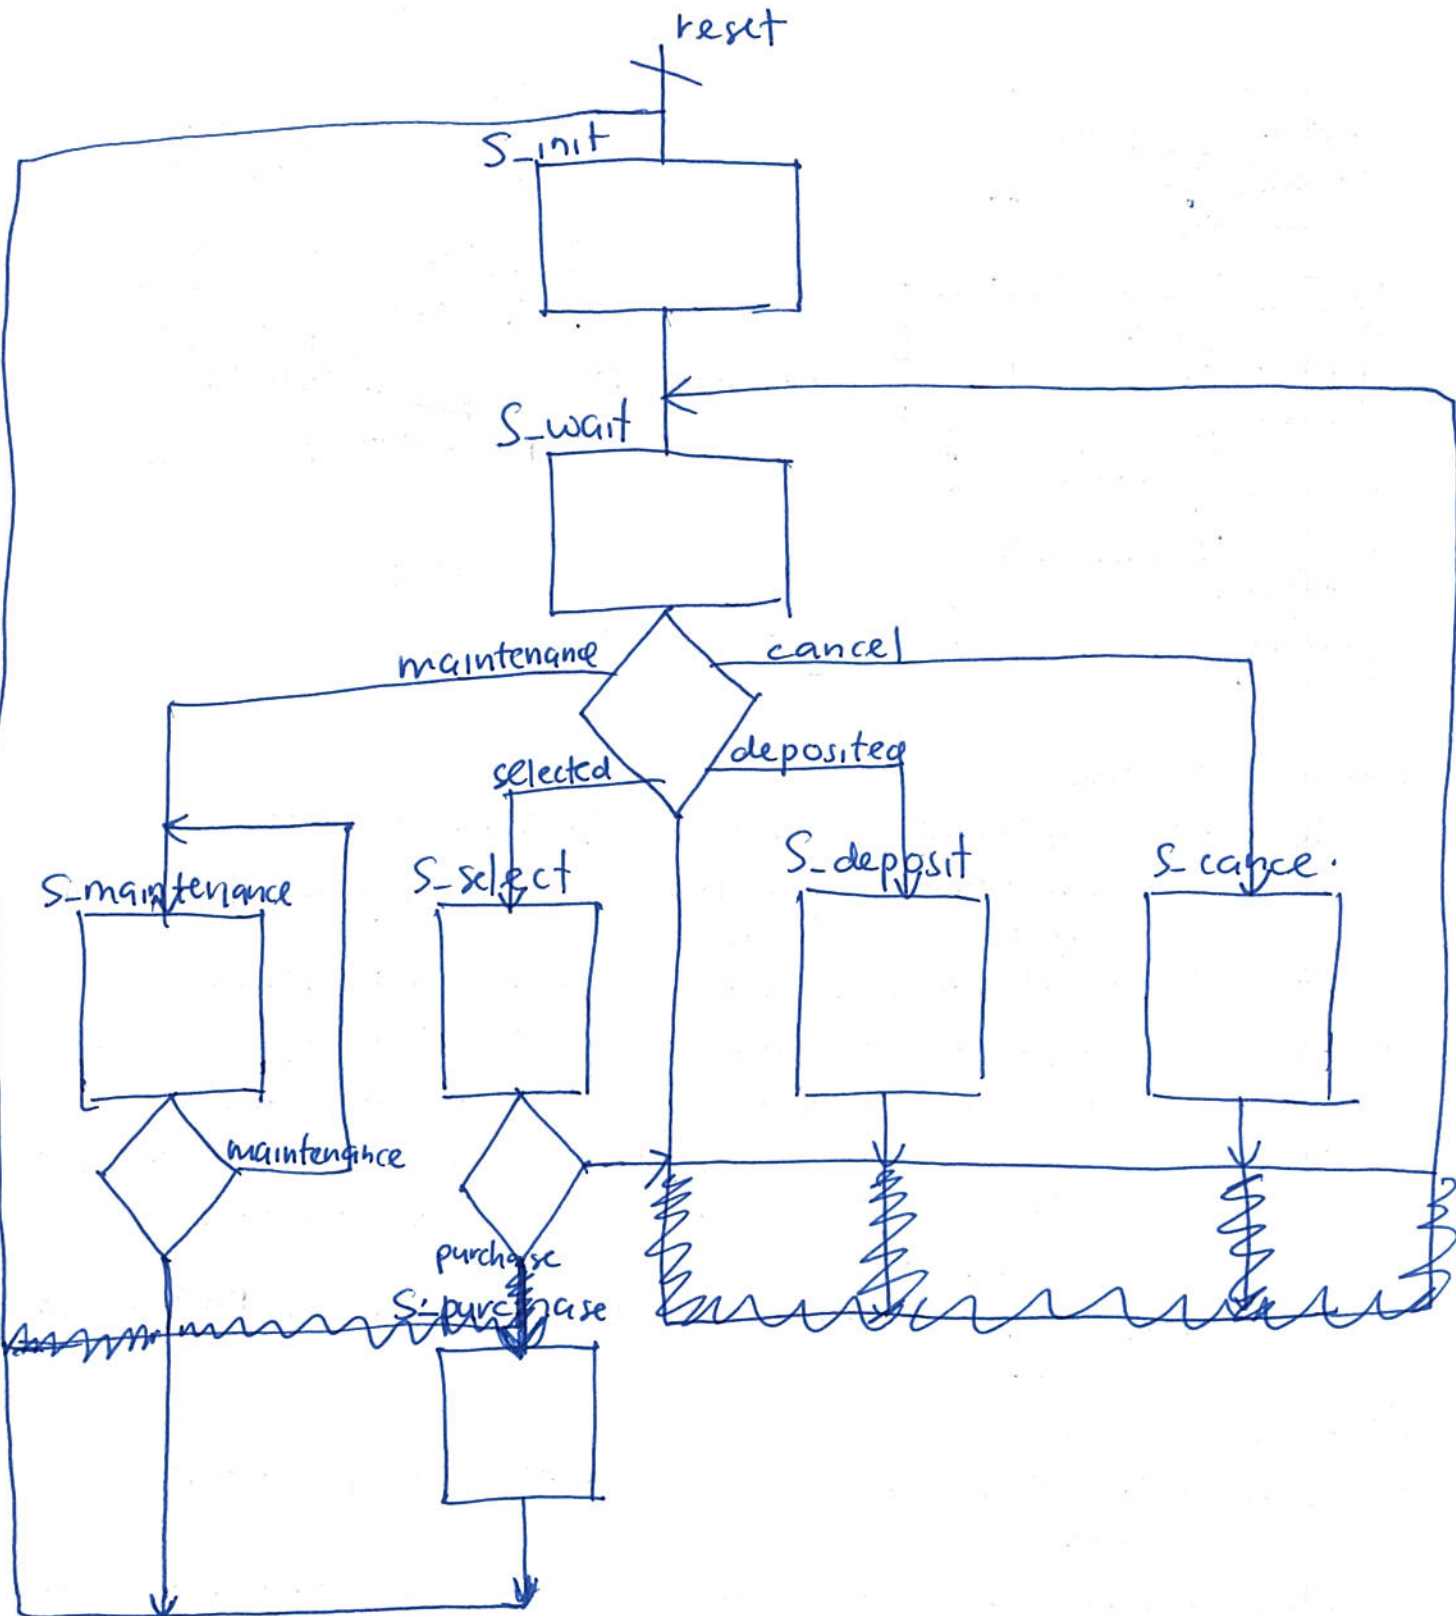 reset
S_init
S_wait
maintenance
cancel
selected
deposited
S_maintenance
S_select
S_deposit
S_cance
maintenance
purchase
S_purchase